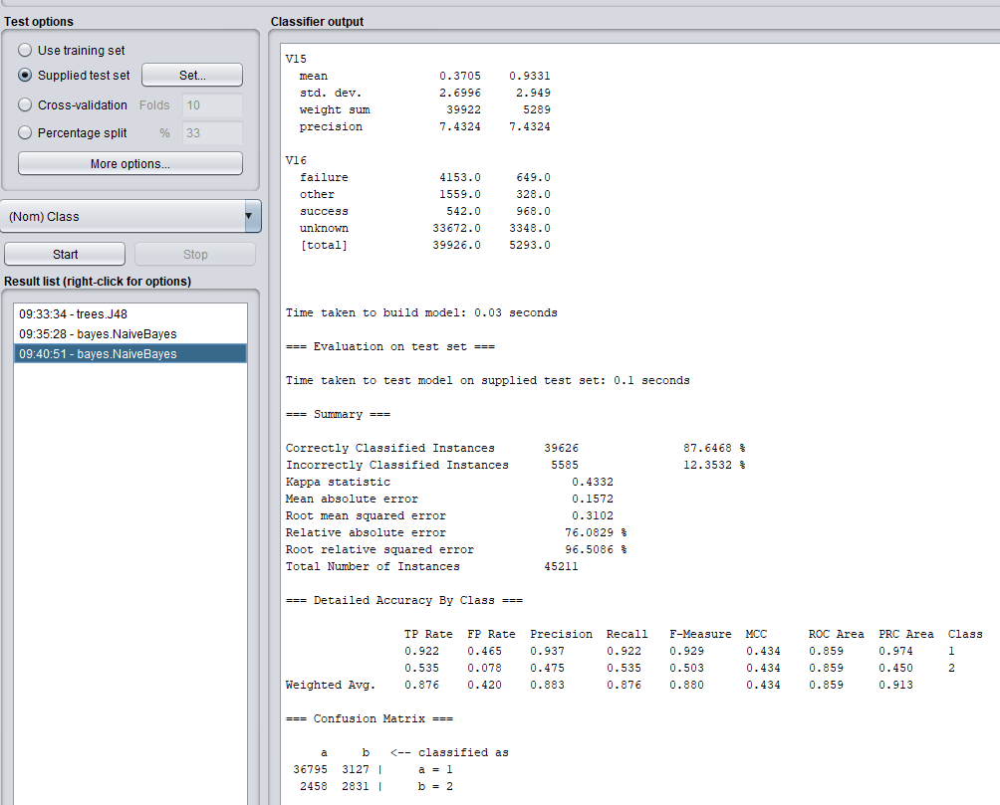 Test options
Use training set
Supplied test set Set...
Cross-validation Folds 10
Percentage split % 33
More options...
(Nom) Class
Start Stop
Result list (right-click for options)
09:33:34 - trees.J48
09:35:28 - bayes.NaiveBayes
09:40:51 - bayes.NaiveBayes
Classifier output
V15
mean 0.3705 0.9331
std. dev. 2.6996 2.949
weight sum 39922 5289
precision 7.4324 7.4324
V16
failure 4153.0 649.0
other 1559.0 328.0
success 542.0 968.0
unknown 33672.0 3348.0
[total] 39926.0 5293.0
Time taken to build model: 0.03 seconds
=== Evaluation on test set ===
Time taken to test model on supplied test set: 0.1 seconds
=== Summary ===
Correctly Classified Instances 39626 87.6468 %
Incorrectly Classified Instances 5585 12.3532 %
Kappa statistic 0.4332
Mean absolute error 0.1572
Root mean squared error 0.3102
Relative absolute error 76.0829 %
Root relative squared error 96.5086 %
Total Number of Instances 45211
=== Detailed Accuracy By Class ===
TP Rate FP Rate Precision Recall F-Measure MCC ROC Area PRC Area Class
0.922 0.465 0.937 0.922 0.929 0.434 0.859 0.974 1
0.535 0.078 0.475 0.535 0.503 0.434 0.859 0.450 2
Weighted Avg. 0.876 0.420 0.883 0.876 0.880 0.434 0.859 0.913
=== Confusion Matrix ===
a b <-- classified as
36795 3127 | a = 1
2458 2831 | b = 2